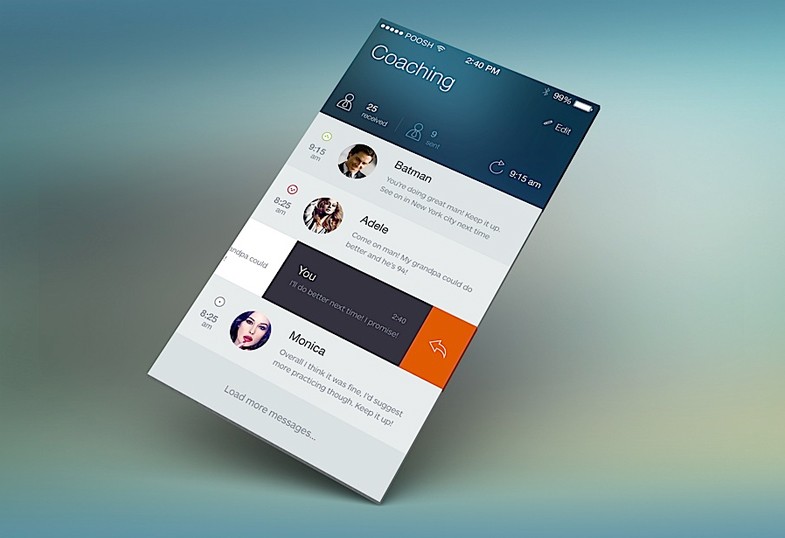 POOSH
2:40 PM
99%
Coaching
25
received
9
sent
Edit
9:15 am
9:15
am
Batman
You're doing great man! Keep it up.
See on in New York city next time
8:25
am
Adele
Come on man! My grandpa could do
better and he's 94!
andpa could
!
You
I'll do better next time! I promise!
2:40
8:25
am
Monica
Overall I think it was fine, I'd suggest
more practicing though. Keep it up!
Load more messages...